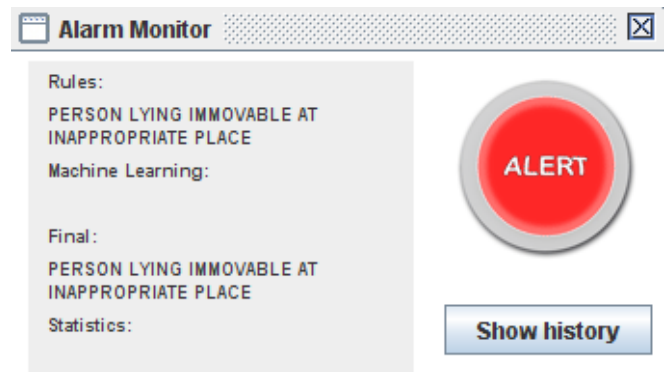 Alarm Monitor
Rules:
PERSON LYING IMMOVABLE AT
INAPPROPRIATE PLACE
Machine Learning:
Final:
PERSON LYING IMMOVABLE AT
INAPPROPRIATE PLACE
Statistics:
ALERT
Show history